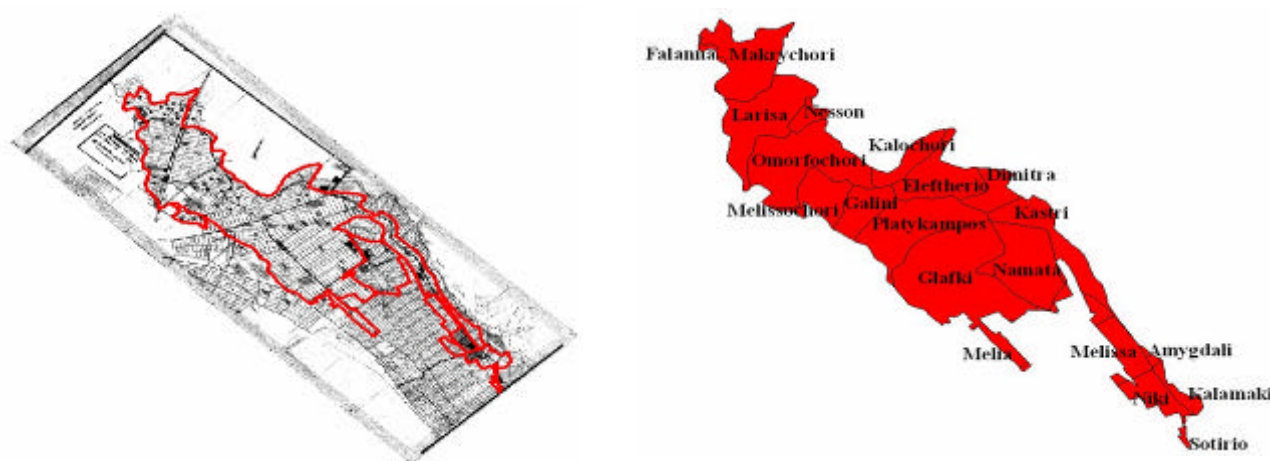 Falanna
Makrychori
Larisa
Nesson
Kalochori
Omorfochori
Dimitra
Eleftherio
Galini
Melissochori
Kastri
Platykampos
Glafki
Namata
Melia
Melissa
Amygdali
Niki
Kalamaki
Sotirio